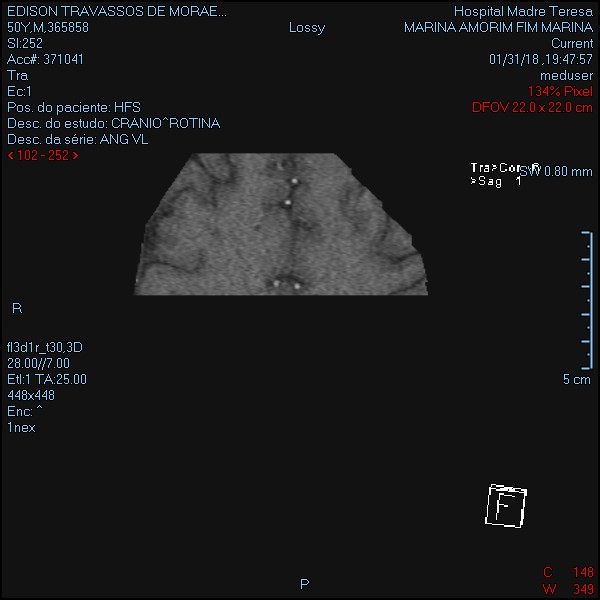 EDISON TRAVASSOS DE MORAE...
50Y,M,365858
Sl:252
Acc#: 371041
Tra
Ec:1
Pos. do paciente: HFS
Desc. do estudo: CRANIO^ROTINA
Desc. da série: ANG VL
< 102 - 252 >
Lossy
Hospital Madre Teresa
MARINA AMORIM FIM MARINA
Current
01/31/18 ,19:47:57
meduser
134% Pixel
DFOV 22.0 x 22.0 cm
Tra>Cor
SW 0.80 mm
>Sag 1
R
fl3d1r_t30,3D
28.00//7.00
Etl:1 TA:25.00
448x448
Enc: ^
1nex
5 cm
F
P
C 148
W 349